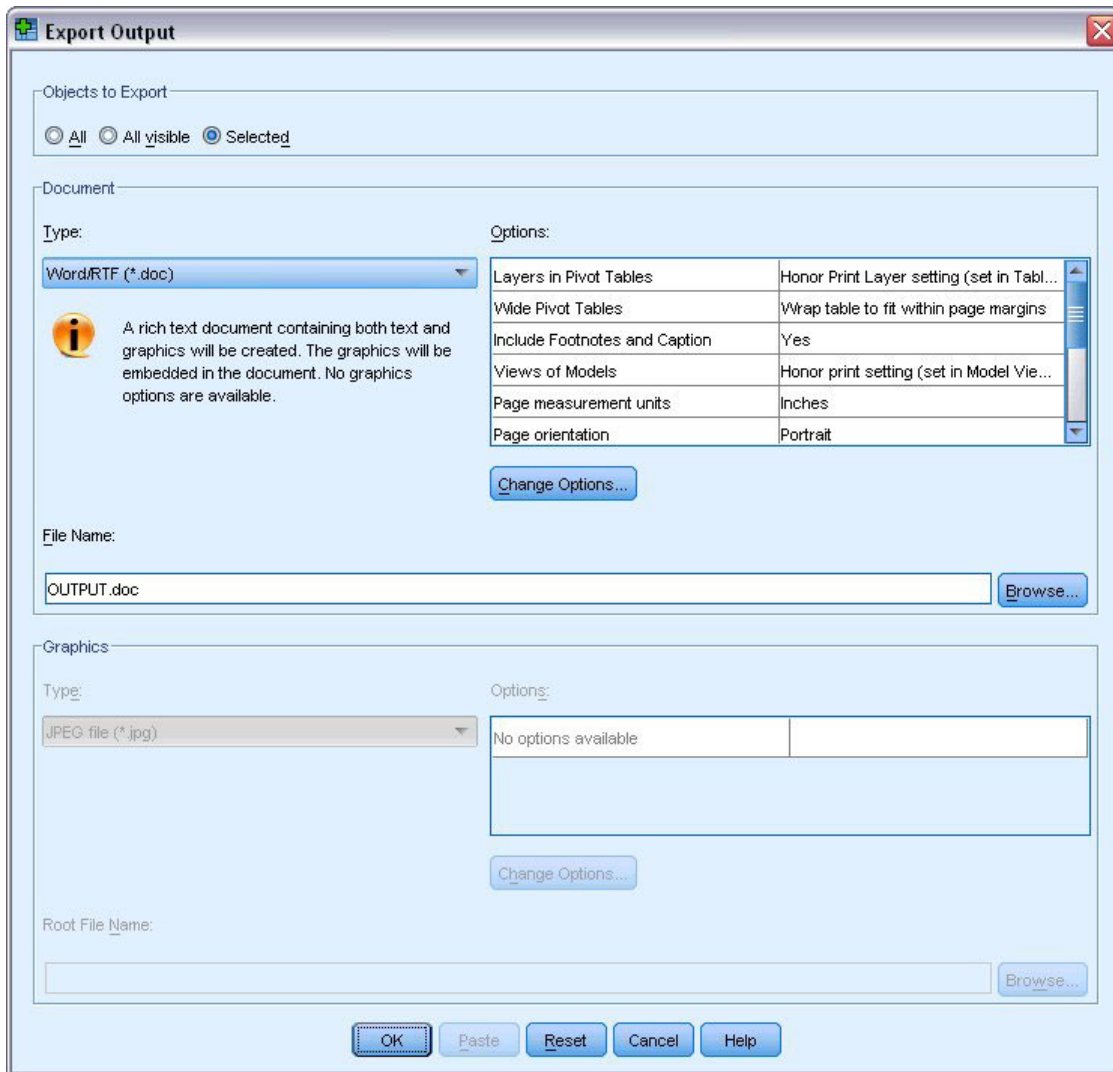 Export Output
Objects to Export
All All visible Selected
Document
Type:
Options:
Word/RTF (*.doc)
Layers in Pivot Tables Honor Print Layer setting (set in Tabl...
Wide Pivot Tables Wrap table to fit within page margins
Include Footnotes and Caption Yes
Views of Models Honor print setting (set in Model Vie...
Page measurement units Inches
Page orientation Portrait
A rich text document containing both text and
graphics will be created. The graphics will be
embedded in the document. No graphics
options are available.
Change Options...
File Name:
OUTPUT.doc
Browse...
Graphics
Type:
Options:
JPEG file (*.jpg)
No options available
Change Options...
Root File Name:
Browse...
OK Paste Reset Cancel Help